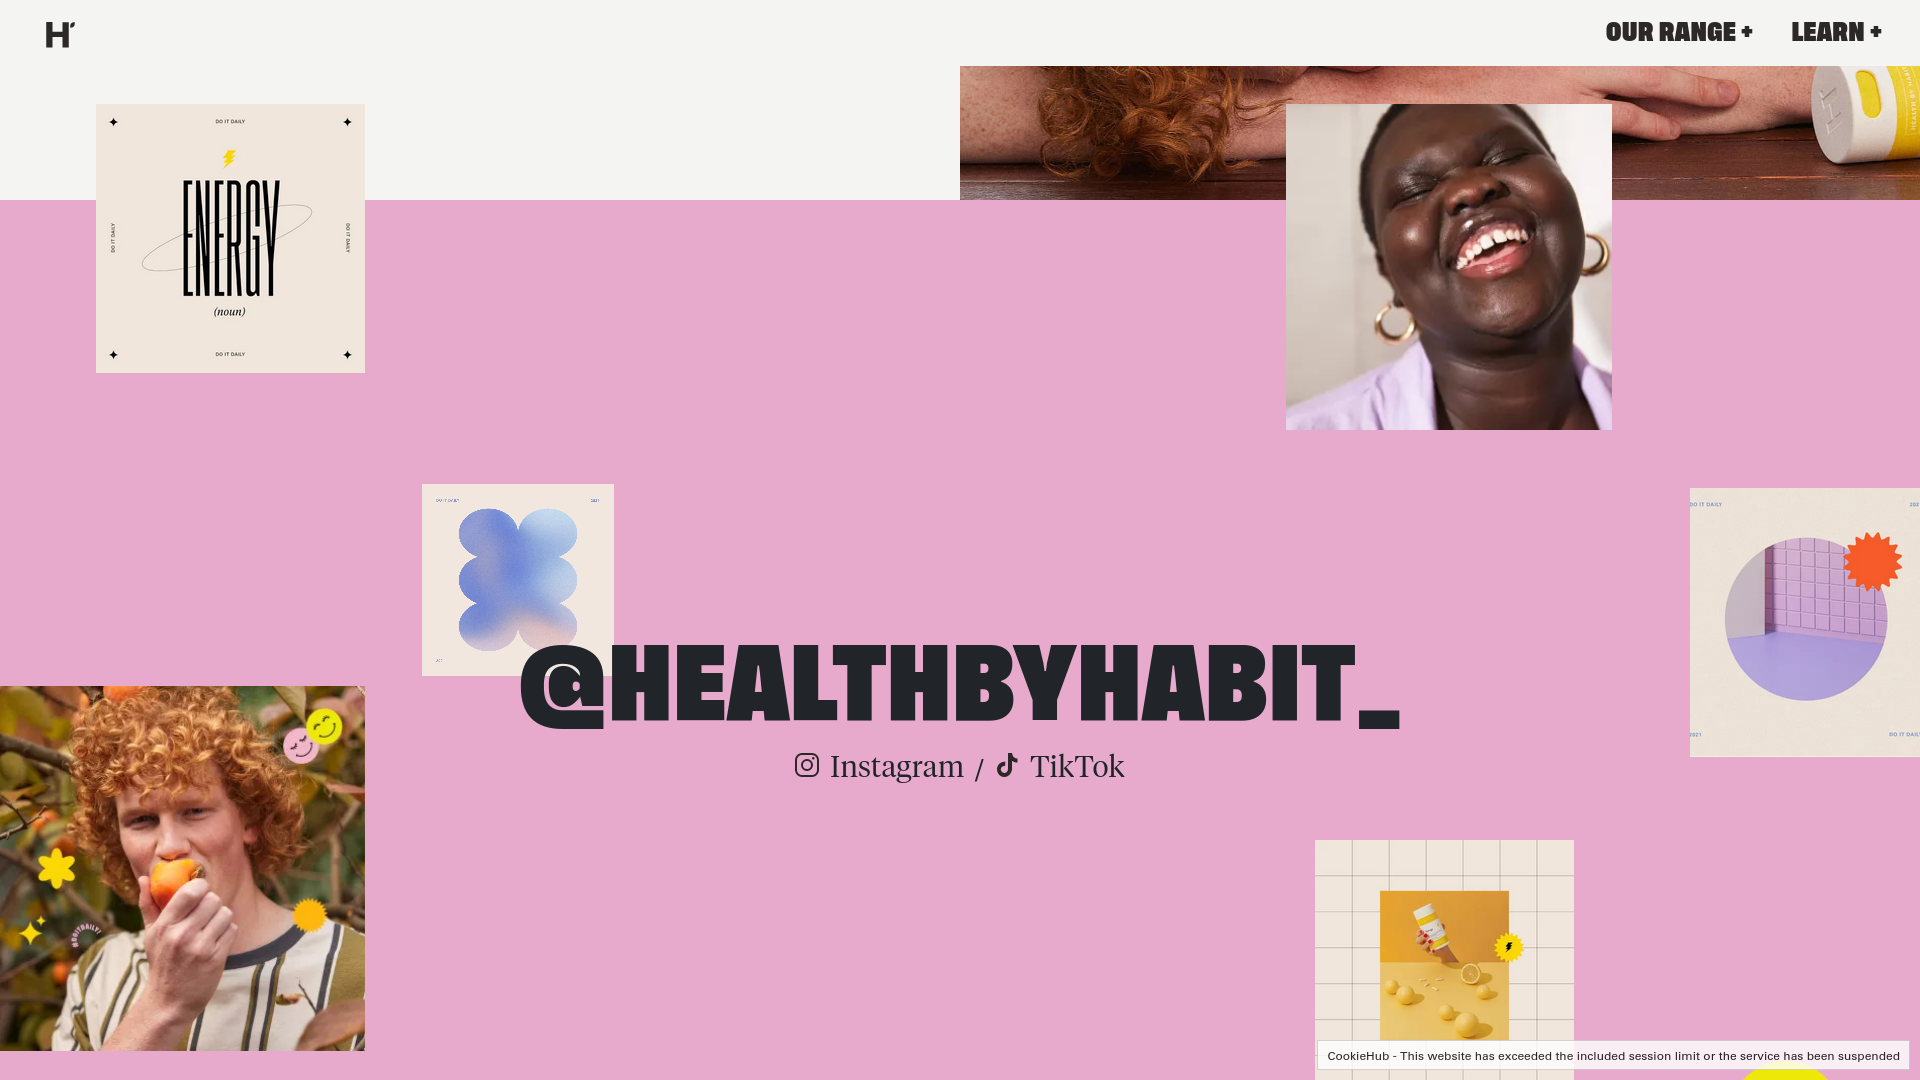 H'
OUR RANGE +
LEARN +
DO IT DAILY
ENERGY
(noun)
DO IT DAILY
DO IT DAILY
DO IT DAILY
DO IT DAILY
2021
DO IT DAILY
2021
DO IT DAILY
@HEALTHBYHABIT_
Instagram / TikTok
CookieHub - This website has exceeded the included session limit or the service has been suspended